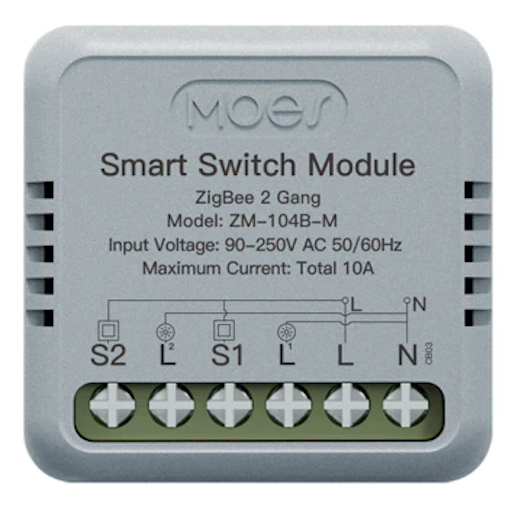 MOES
Smart Switch Module
ZigBee 2 Gang
Model: ZM-104B-M
Input Voltage: 90-250V AC 50/60Hz
Maximum Current: Total 10A
L N
S2 L2 S1 L1 L N CB03